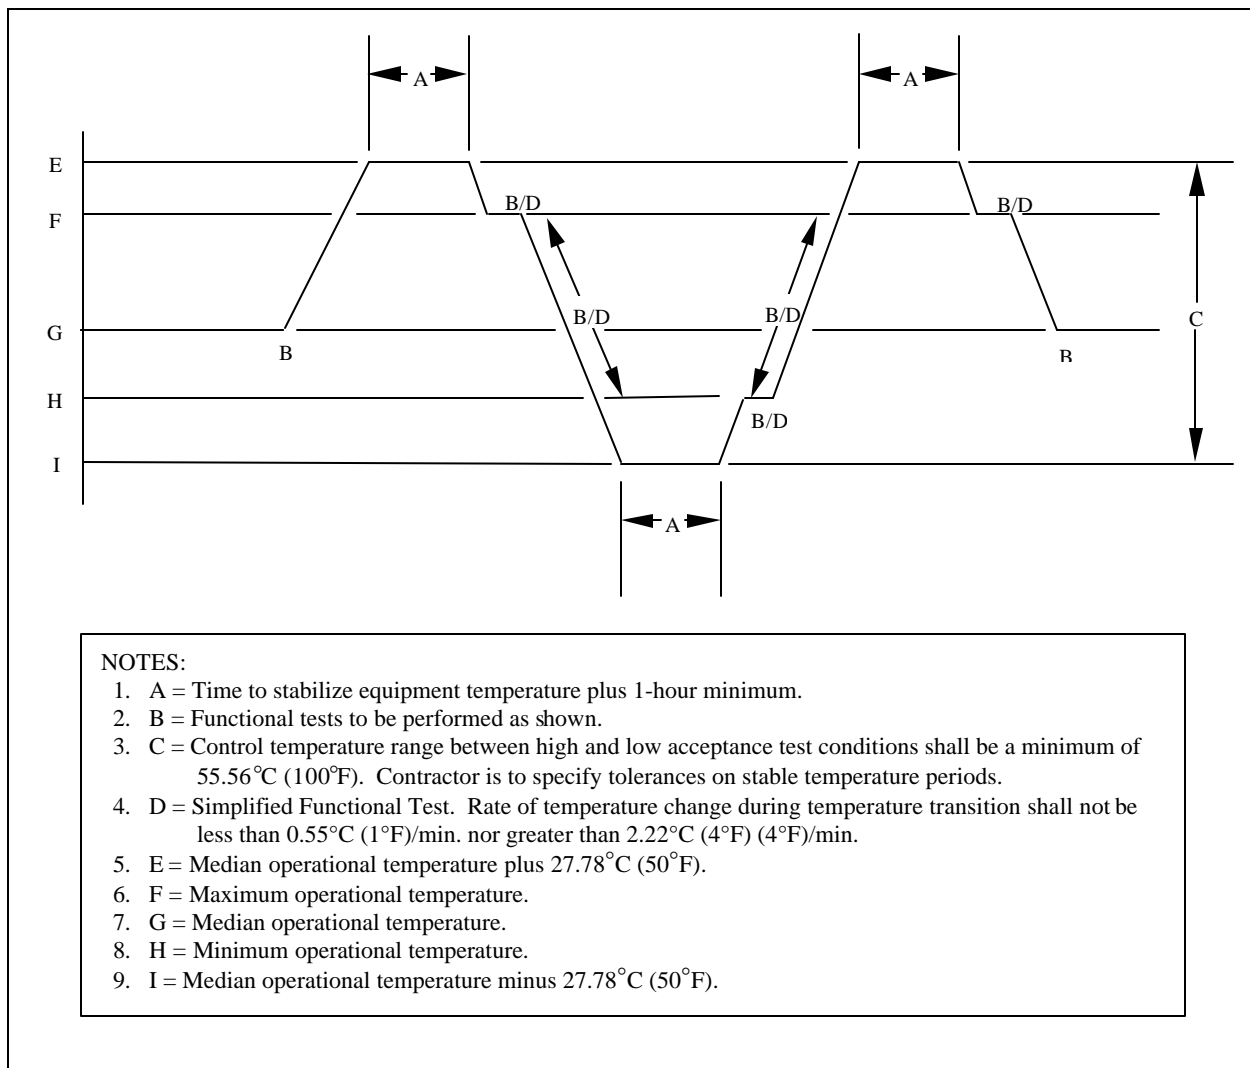 A A
E
F B/D B/D
B/D B/D
G C
B B
H
B/D
I
A
NOTES:
1. A = Time to stabilize equipment temperature plus 1-hour minimum.
2. B = Functional tests to be performed as shown.
3. C = Control temperature range between high and low acceptance test conditions shall be a minimum of
55.56°C (100°F). Contractor is to specify tolerances on stable temperature periods.
4. D = Simplified Functional Test. Rate of temperature change during temperature transition shall not be
less than 0.55°C (1°F)/min. nor greater than 2.22°C (4°F) (4°F)/min.
5. E = Median operational temperature plus 27.78°C (50°F).
6. F = Maximum operational temperature.
7. G = Median operational temperature.
8. H = Minimum operational temperature.
9. I = Median operational temperature minus 27.78°C (50°F).